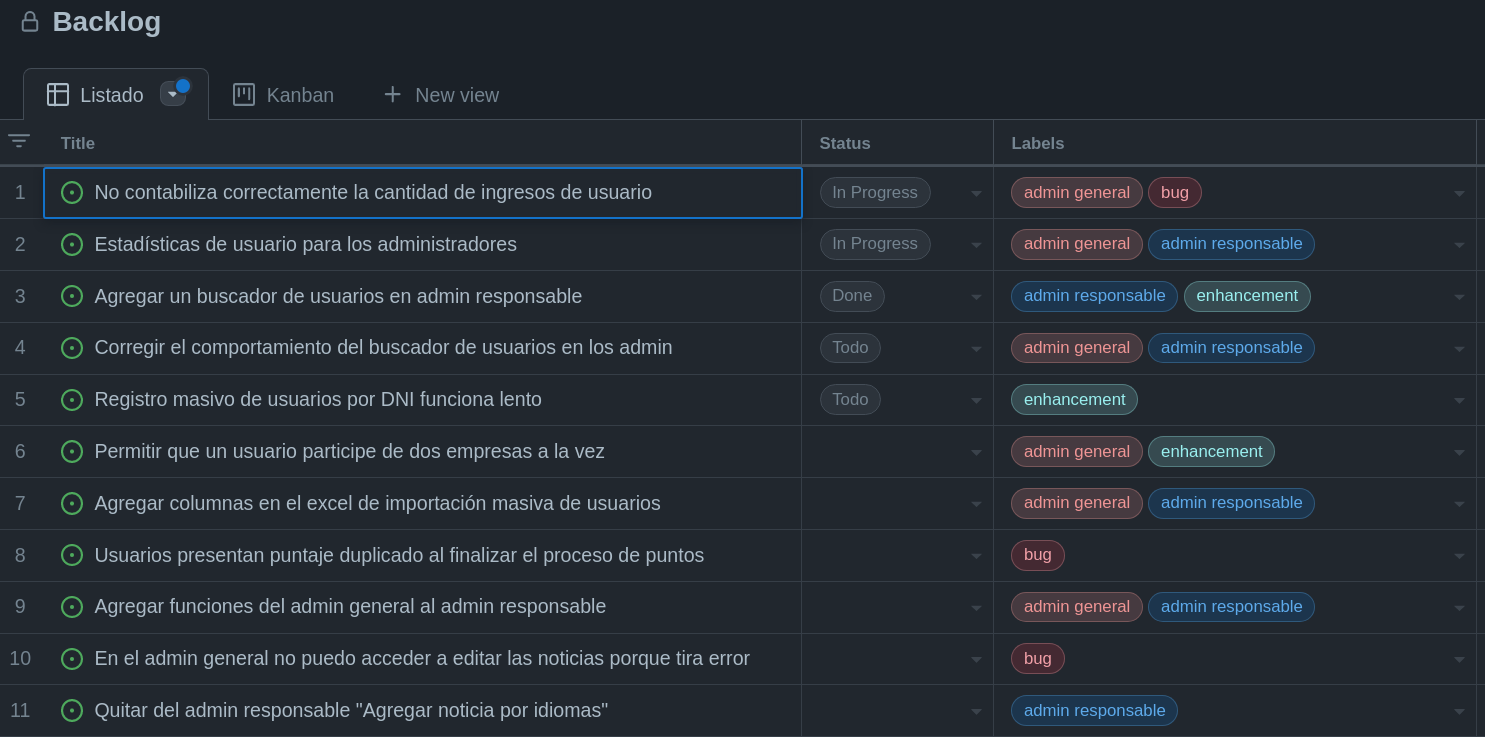 Backlog
Listado Kanban New view
Title Status Labels
1 No contabiliza correctamente la cantidad de ingresos de usuario In Progress admin general bug
2 Estadísticas de usuario para los administradores In Progress admin general admin responsable
3 Agregar un buscador de usuarios en admin responsable Done admin responsable enhancement
4 Corregir el comportamiento del buscador de usuarios en los admin Todo admin general admin responsable
5 Registro masivo de usuarios por DNI funciona lento Todo enhancement
6 Permitir que un usuario participe de dos empresas a la vez admin general enhancement
7 Agregar columnas en el excel de importación masiva de usuarios admin general admin responsable
8 Usuarios presentan puntaje duplicado al finalizar el proceso de puntos bug
9 Agregar funciones del admin general al admin responsable admin general admin responsable
10 En el admin general no puedo acceder a editar las noticias porque tira error bug
11 Quitar del admin responsable "Agregar noticia por idiomas" admin responsable